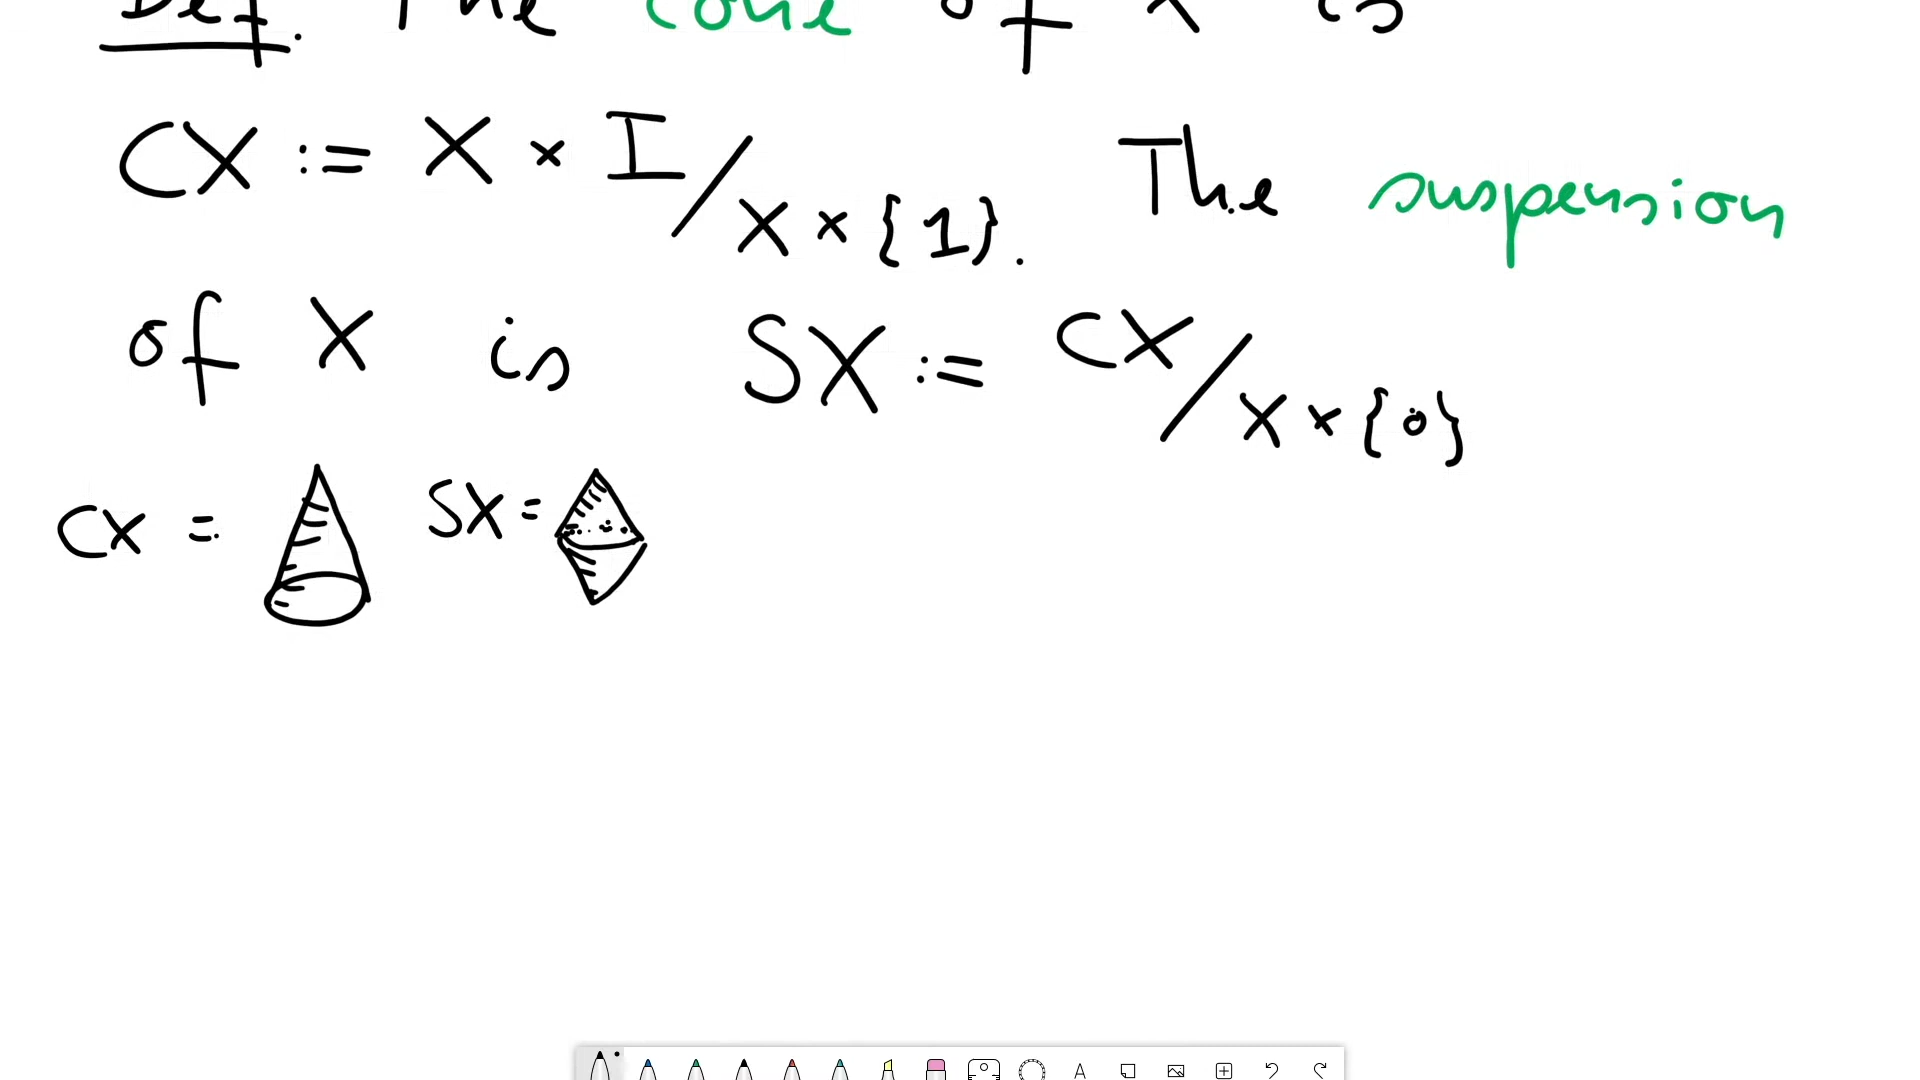 Def. The cone of X is
CX := X × I / X × {1}. The suspension
of X is SX := CX / X × {0}
CX = SX =